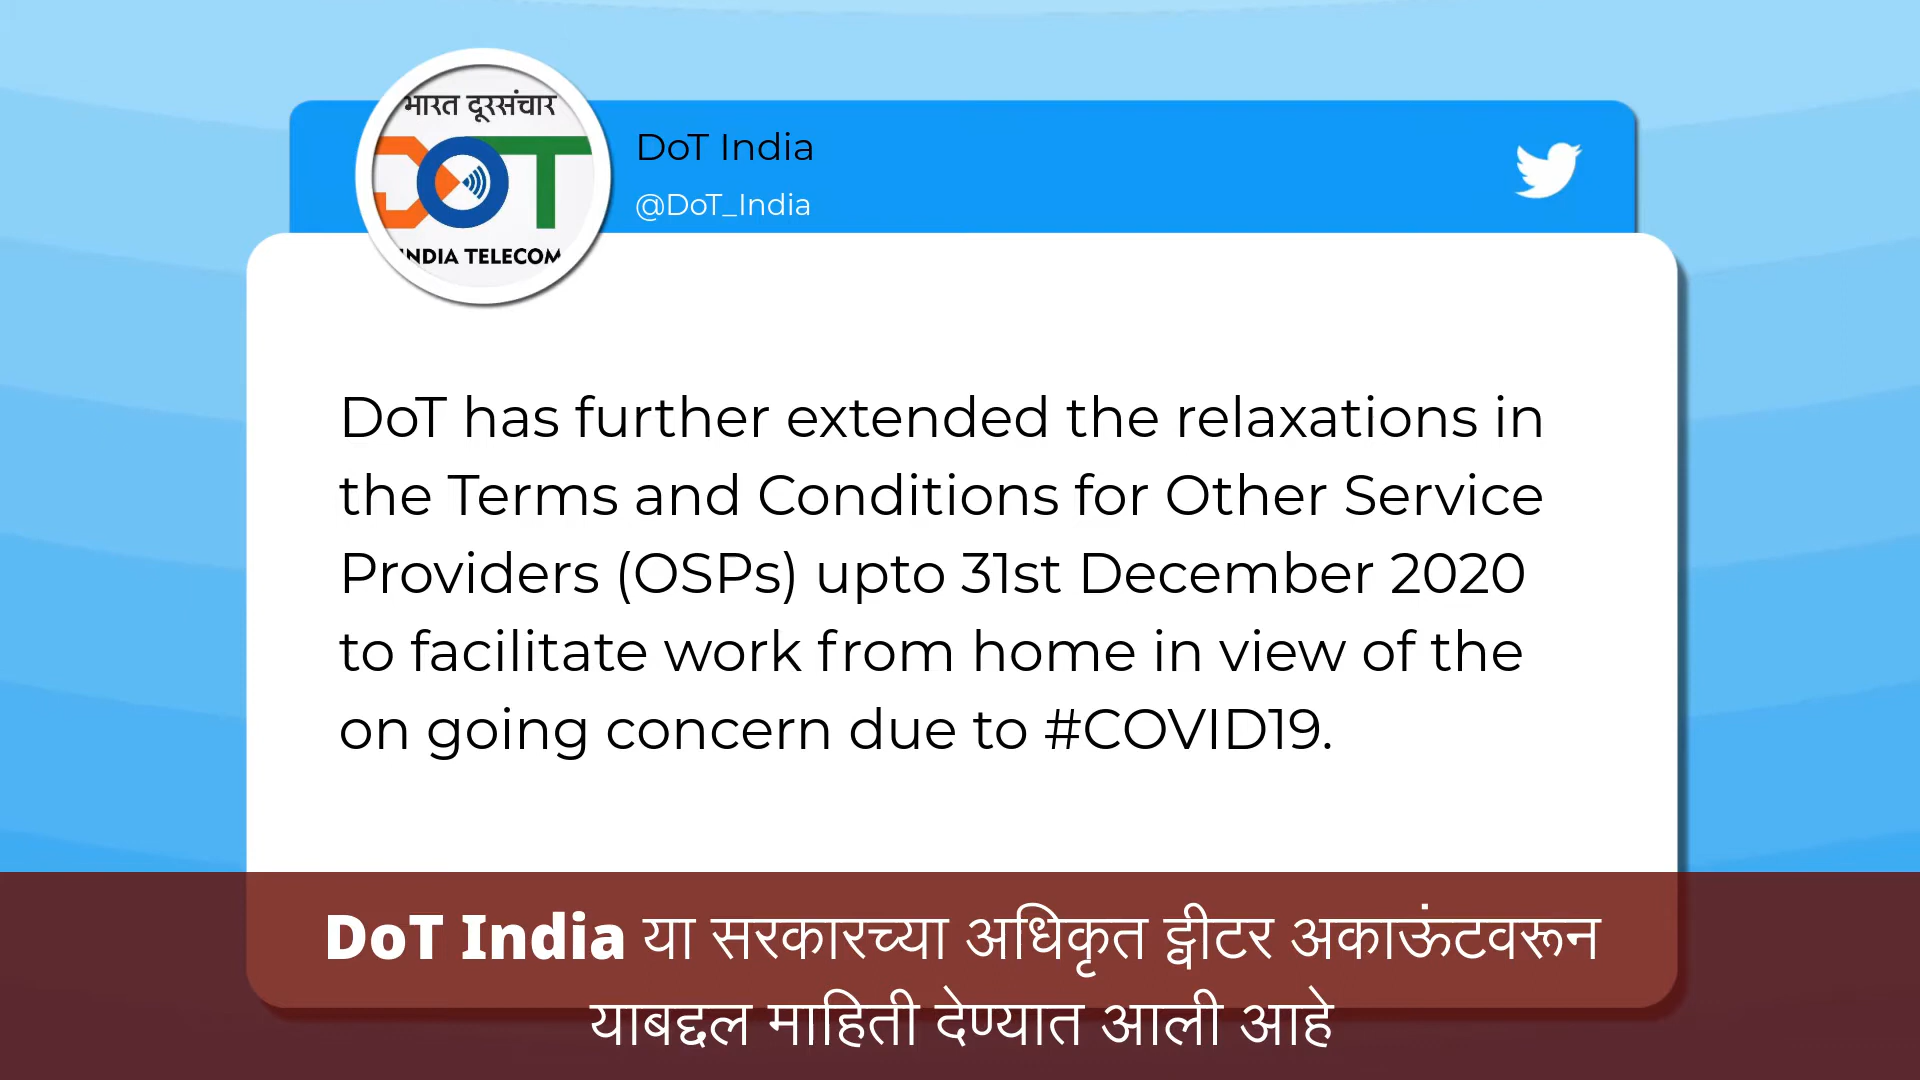 भारत दूरसंचार
DOT
INDIA TELECOM
DoT India
@DoT_India
DoT has further extended the relaxations in
the Terms and Conditions for Other Service
Providers (OSPs) upto 31st December 2020
to facilitate work from home in view of the
on going concern due to #COVID19.
DoT India या सरकारच्या अधिकृत ट्वीटर अकाऊंटवरून
याबद्दल माहिती देण्यात आली आहे